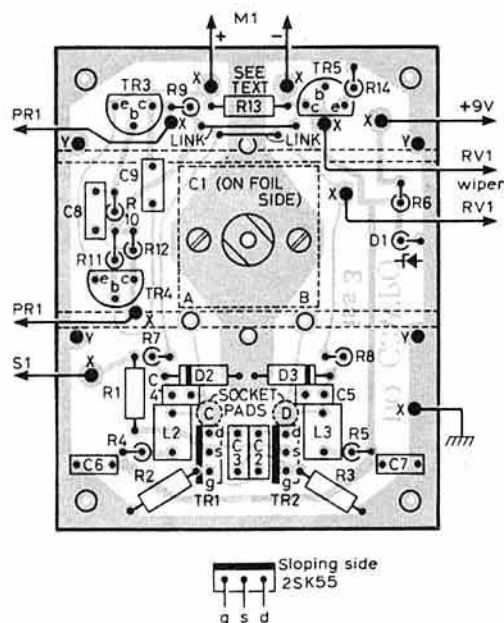 M1
+
−
X
SEE
TEXT
X
TR3
R9
R13
TR5
R14
e b c
b
c e
X
+9V
PR1
X
LINK
LINK
X
RV1
wiper
Y
Y
C9
C1 (ON FOIL
SIDE)
X
R6
RV1
C8
R
10
R12
R11
D1
e b c
TR4
A
B
PR1
X
Y
Y
R7
R8
S1
X
C
4
D2
D3
C5
R1
SOCKET
PADS
C
D
X
L2
L3
R4
R5
d
s
g
C3
C2
d
s
g
C6
C7
R2
R3
TR1
TR2
Sloping side
2SK55
g s d